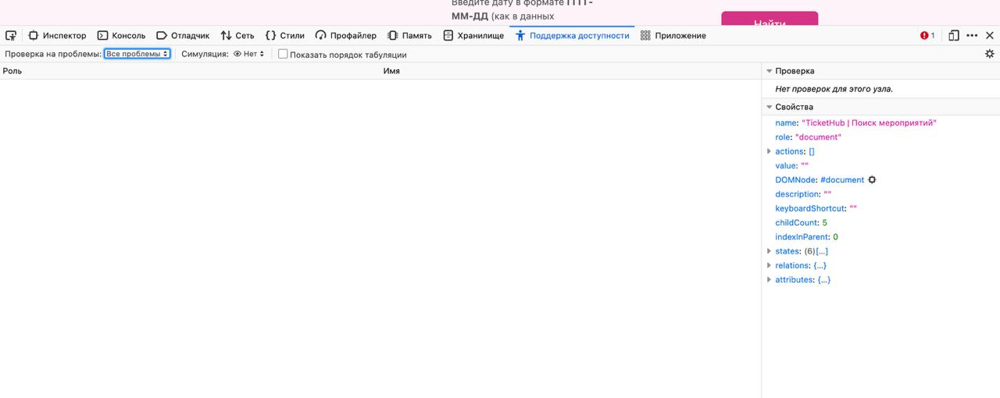 Введите дату в формате ГГГГ-
ММ-ДД (как в данных
Найти
Инспектор Консоль Отладчик Сеть Стили Профайлер Память Хранилище Поддержка доступности Приложение 1
Проверка на проблемы: Все проблемы Симуляция: Нет Показать порядок табуляции
Роль Имя
Проверка
Нет проверок для этого узла.
Свойства
name: "TicketHub | Поиск мероприятий"
role: "document"
actions: []
value: ""
DOMNode: #document
description: ""
keyboardShortcut: ""
childCount: 5
indexInParent: 0
states: (6)[…]
relations: {…}
attributes: {…}